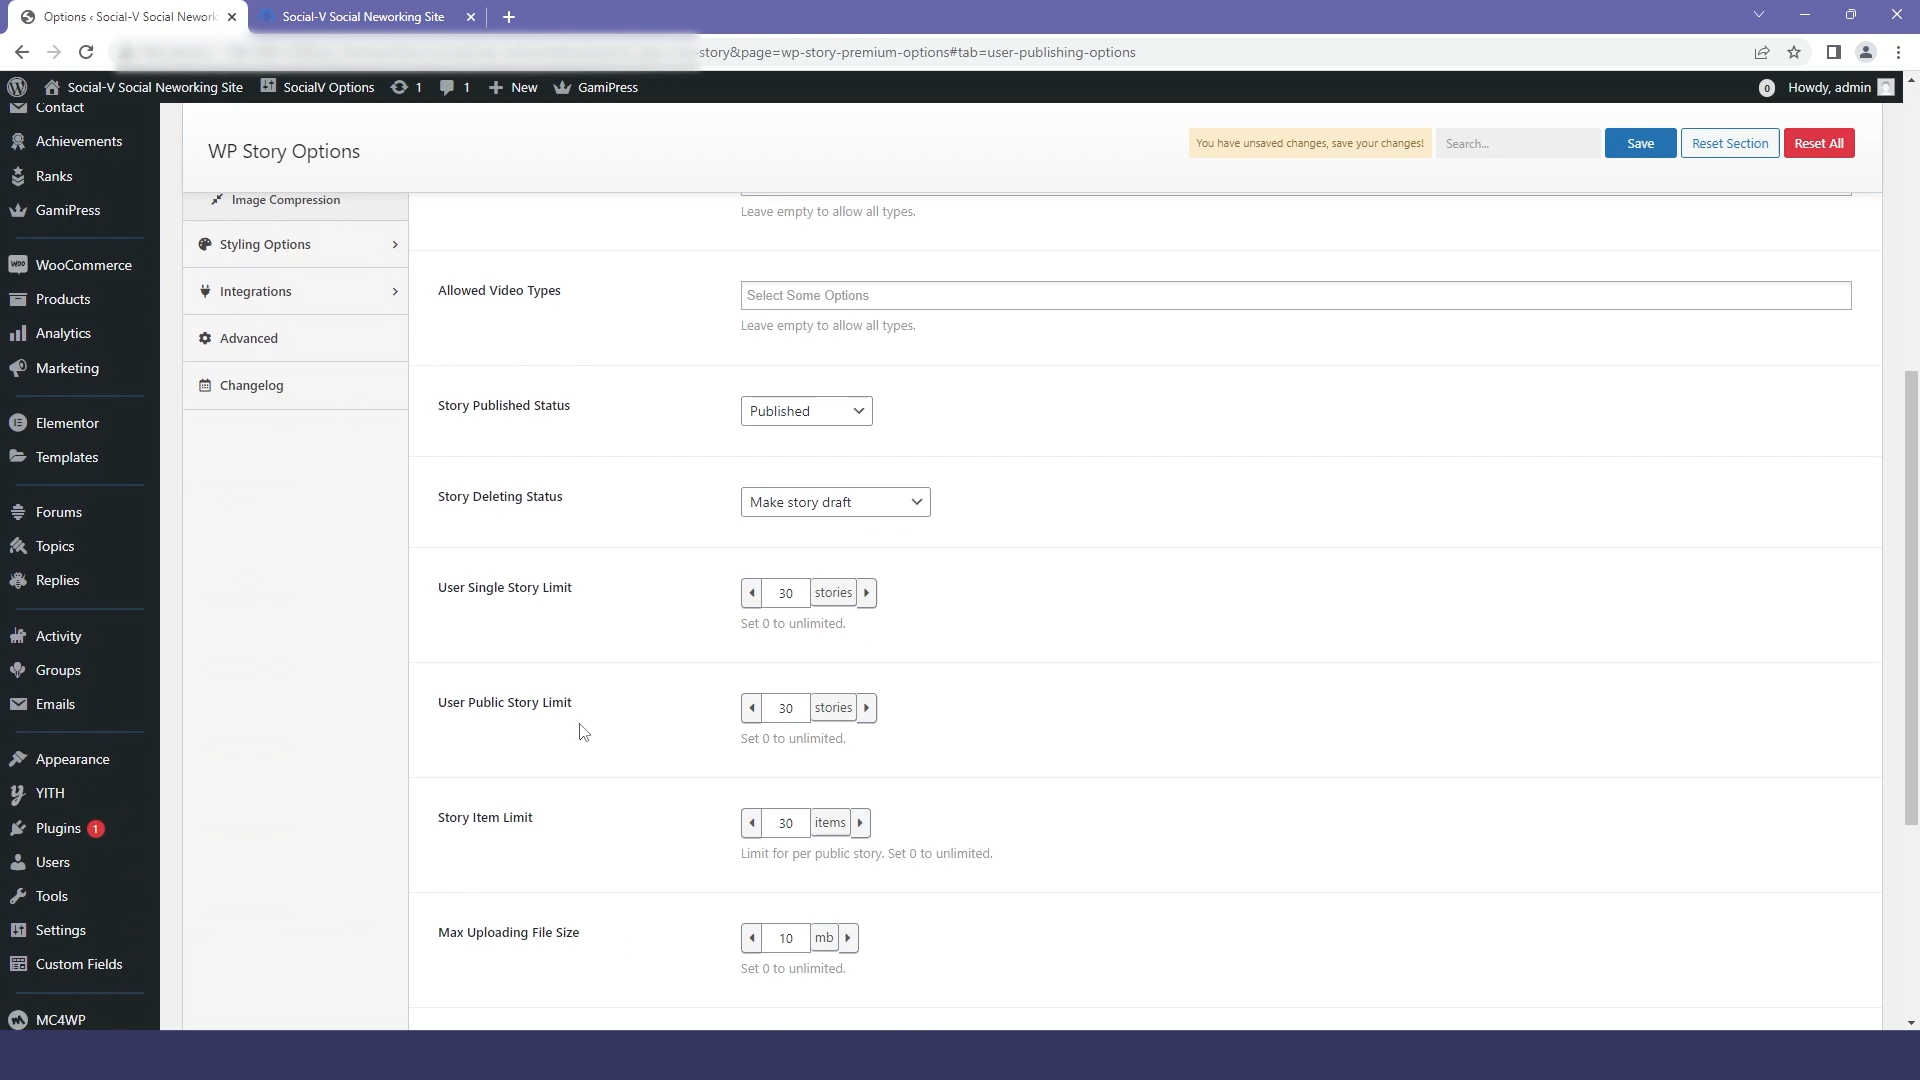 Options ‹ Social-V Social Network
Social-V Social Neworking Site
story&page=wp-story-premium-options#tab=user-publishing-options
Social-V Social Neworking Site
SocialV Options
1
1
New
GamiPress
0
Howdy, admin
Contact
Achievements
Ranks
GamiPress
WooCommerce
Products
Analytics
Marketing
Elementor
Templates
Forums
Topics
Replies
Activity
Groups
Emails
Appearance
YITH
Plugins 1
Users
Tools
Settings
Custom Fields
MC4WP
WP Story Options
You have unsaved changes, save your changes!
Search...
Save
Reset Section
Reset All
Image Compression
Styling Options
Integrations
Advanced
Changelog
Leave empty to allow all types.
Allowed Video Types
Select Some Options
Leave empty to allow all types.
Story Published Status
Published
Story Deleting Status
Make story draft
User Single Story Limit
30 stories
Set 0 to unlimited.
User Public Story Limit
30 stories
Set 0 to unlimited.
Story Item Limit
30 items
Limit for per public story. Set 0 to unlimited.
Max Uploading File Size
10 mb
Set 0 to unlimited.